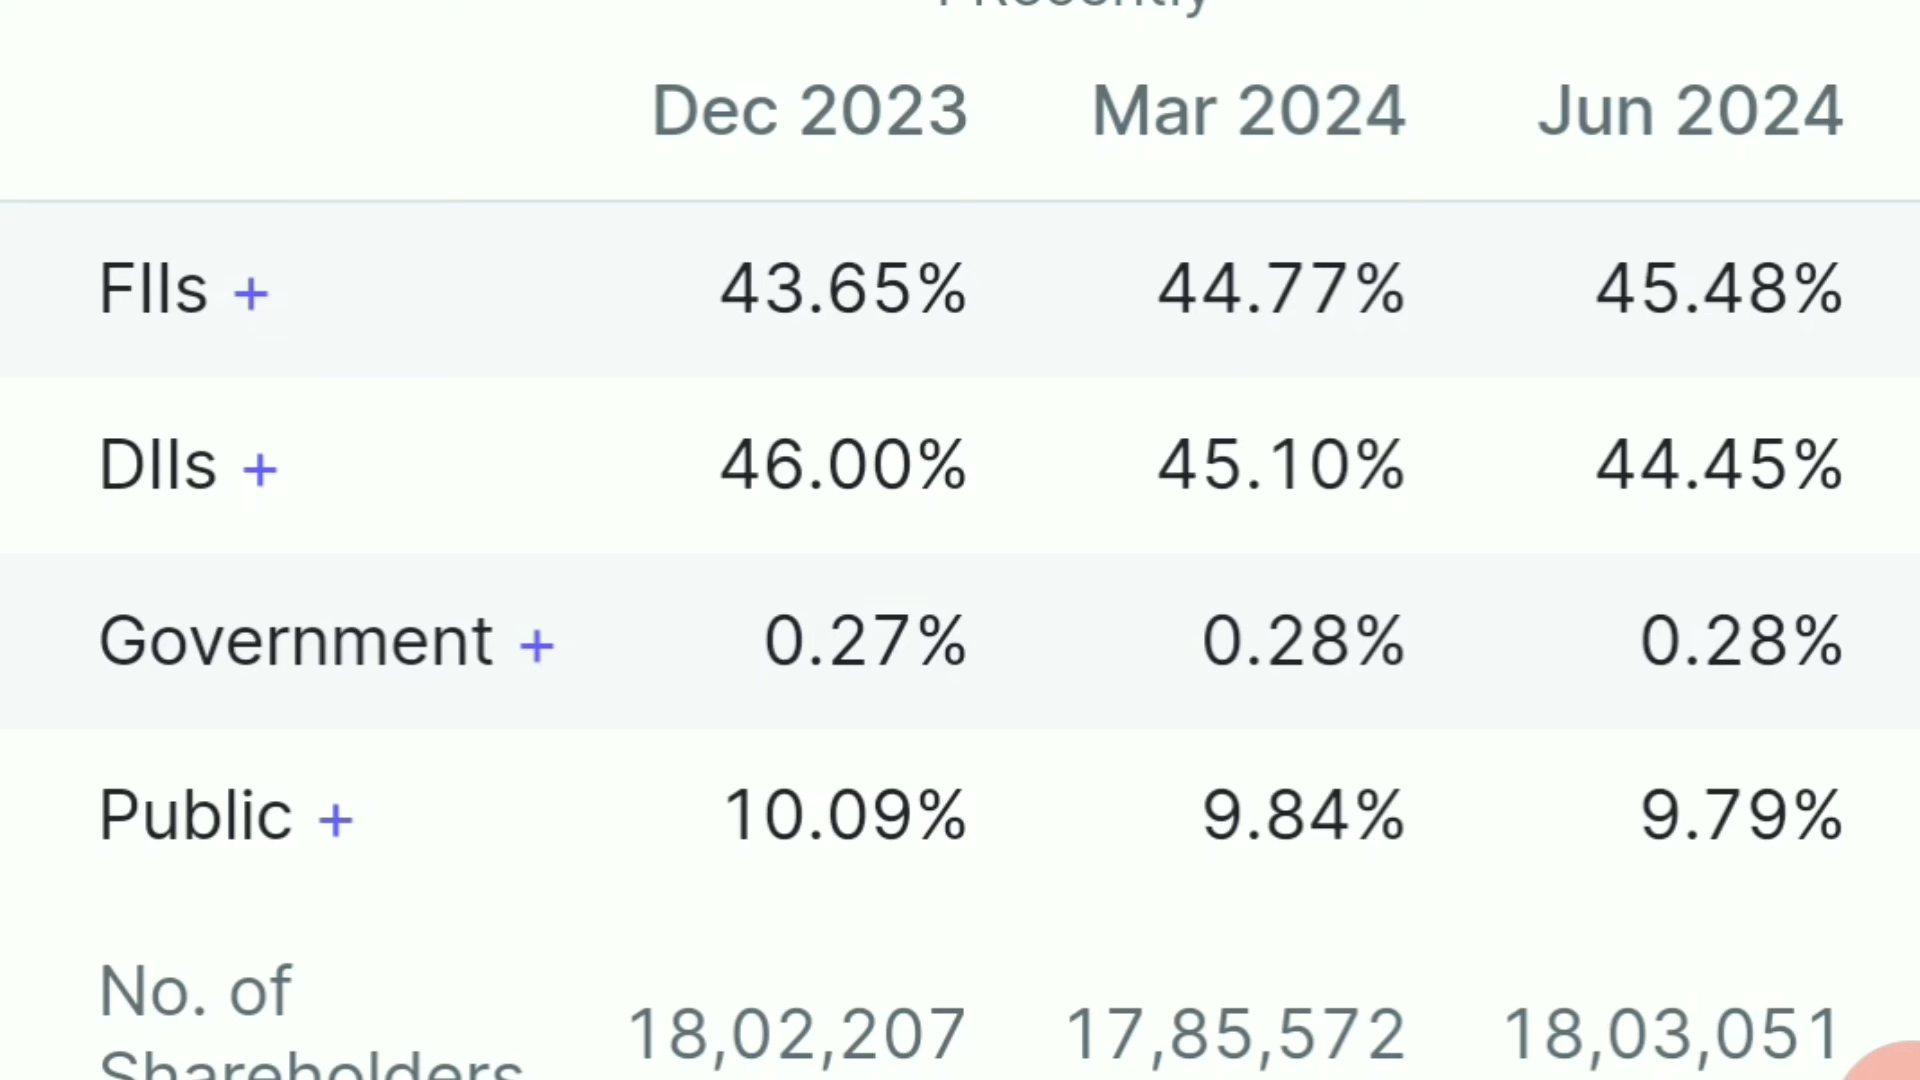 Recently
Dec 2023 Mar 2024 Jun 2024
FIIs + 43.65% 44.77% 45.48%
DIIs + 46.00% 45.10% 44.45%
Government + 0.27% 0.28% 0.28%
Public + 10.09% 9.84% 9.79%
No. of
Shareholders 18,02,207 17,85,572 18,03,051